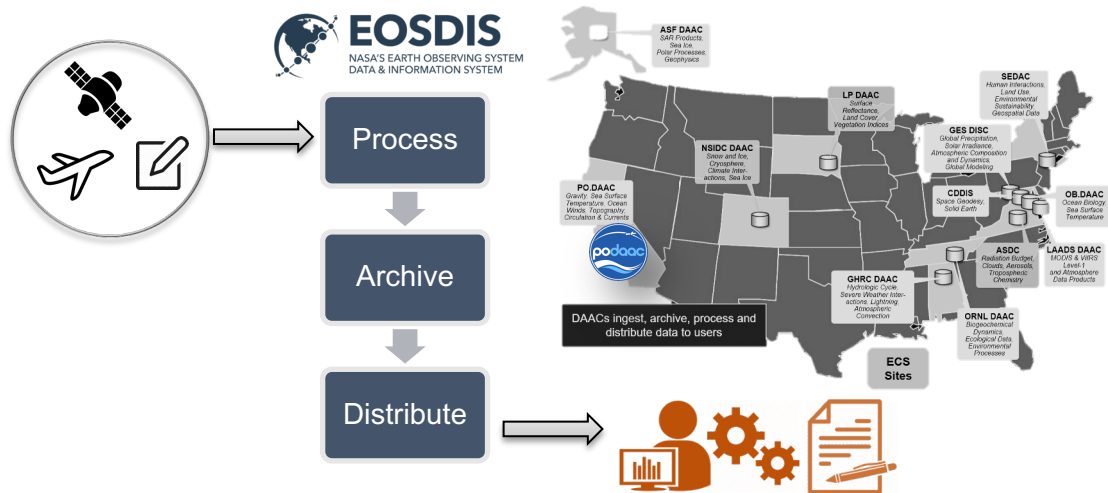 EOSDIS
NASA'S EARTH OBSERVING SYSTEM
DATA & INFORMATION SYSTEM
Process
Archive
Distribute
ASF DAAC
SAR Products,
Sea Ice,
Polar Processes,
Geophysics
LP DAAC
Surface
Reflectance,
Land Cover,
Vegetation Indices
SEDAC
Human Interactions,
Land Use,
Environmental
Sustainability
Geospatial Data
GES DISC
Global Precipitation,
Solar Irradiance,
Atmospheric Composition
and Dynamics,
Global Modeling
NSIDC DAAC
Snow and Ice,
Cryosphere,
Climate Inter-
actions, Sea Ice
PO.DAAC
Gravity, Sea Surface
Temperature, Ocean
Winds, Topography,
Circulation & Currents
podaac
CDDIS
Space Geodesy,
Solid Earth
OB.DAAC
Ocean Biology,
Sea Surface
Temperature
ASDC
Radiation Budget,
Clouds, Aerosols,
Tropospheric
Chemistry
LAADS DAAC
MODIS & VIIRS
Level-1
and Atmosphere
Data Products
GHRC DAAC
Hydrologic Cycle,
Severe Weather Inter-
actions, Lightning,
Atmospheric
Convection
ORNL DAAC
Biogeochemical
Dynamics,
Ecological Data,
Environmental
Processes
DAACs ingest, archive, process and
distribute data to users
ECS
Sites